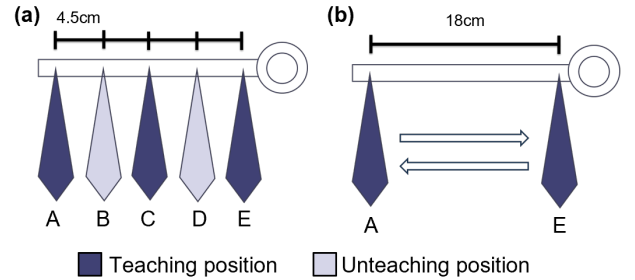 (a)
4.5cm
A B C D E
(b)
18cm
A E
Teaching position Unteaching position